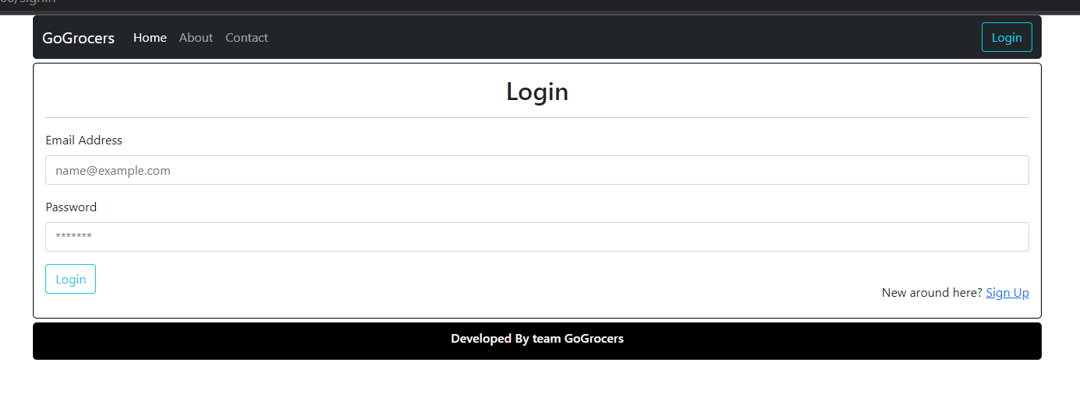 GoGrocers Home About Contact Login
Login
Email Address
name@example.com
Password
*******
Login
New around here? Sign Up
Developed By team GoGrocers